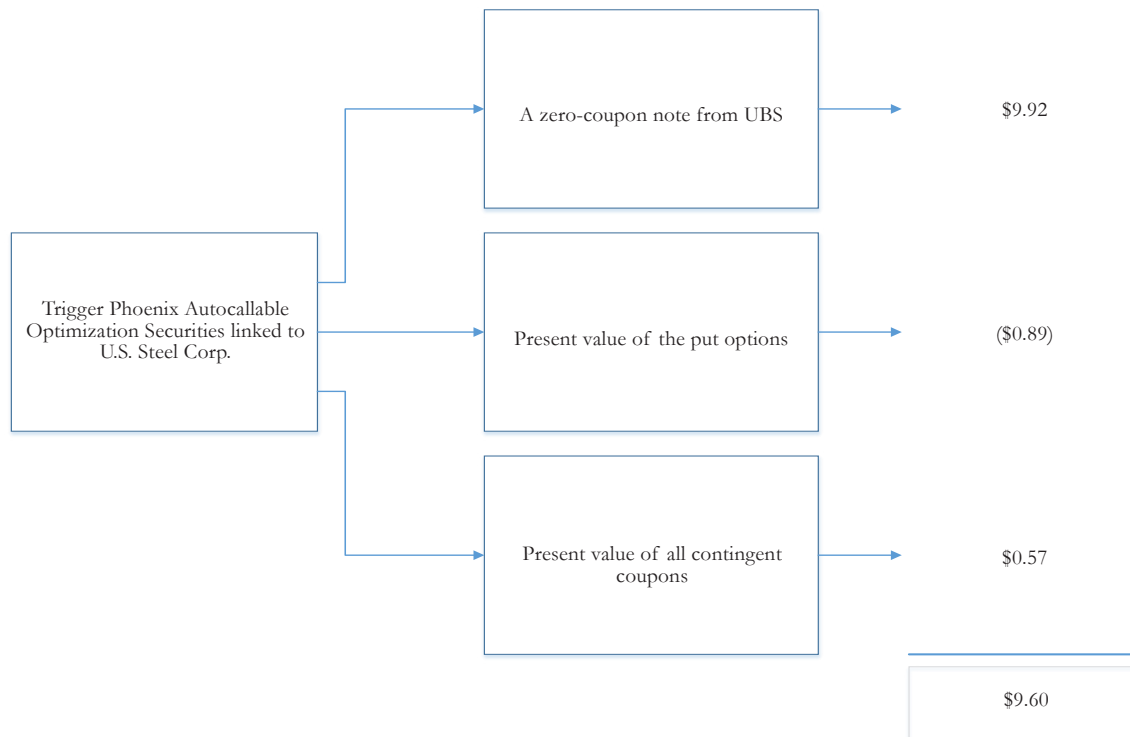 A zero-coupon note from UBS
$9.92
Trigger Phoenix Autocallable
Optimization Securities linked to
U.S. Steel Corp.
Present value of the put options
($0.89)
Present value of all contingent
coupons
$0.57
$9.60